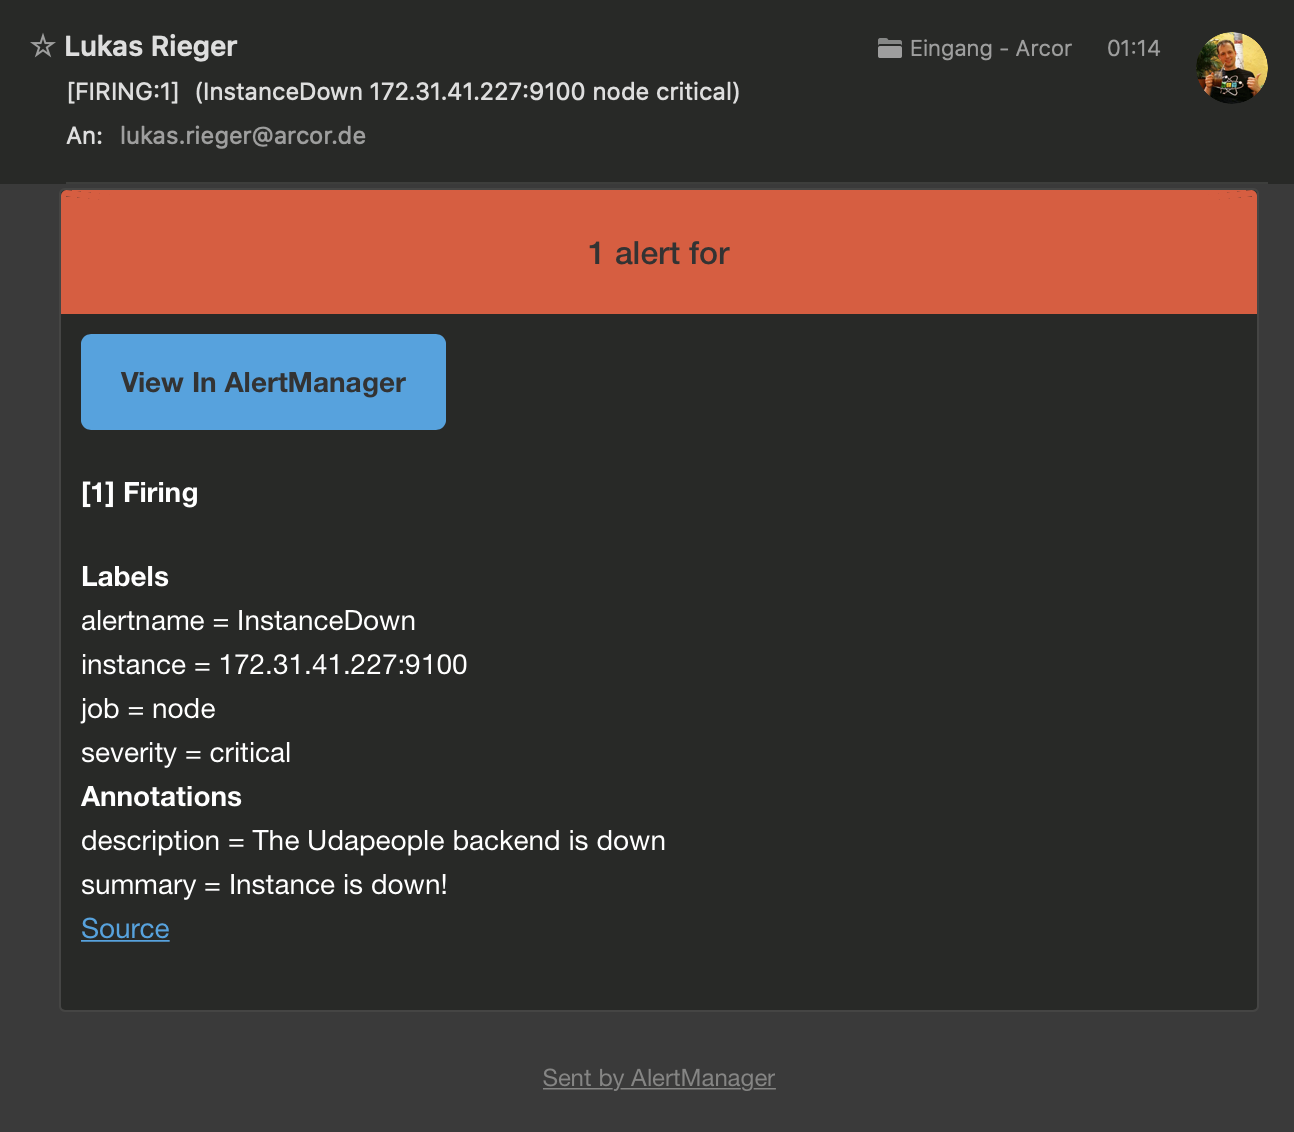 Lukas Rieger
Eingang - Arcor 01:14
[FIRING:1] (InstanceDown 172.31.41.227:9100 node critical)
An: lukas.rieger@arcor.de
1 alert for
View In AlertManager
[1] Firing
Labels
alertname = InstanceDown
instance = 172.31.41.227:9100
job = node
severity = critical
Annotations
description = The Udapeople backend is down
summary = Instance is down!
Source
Sent by AlertManager